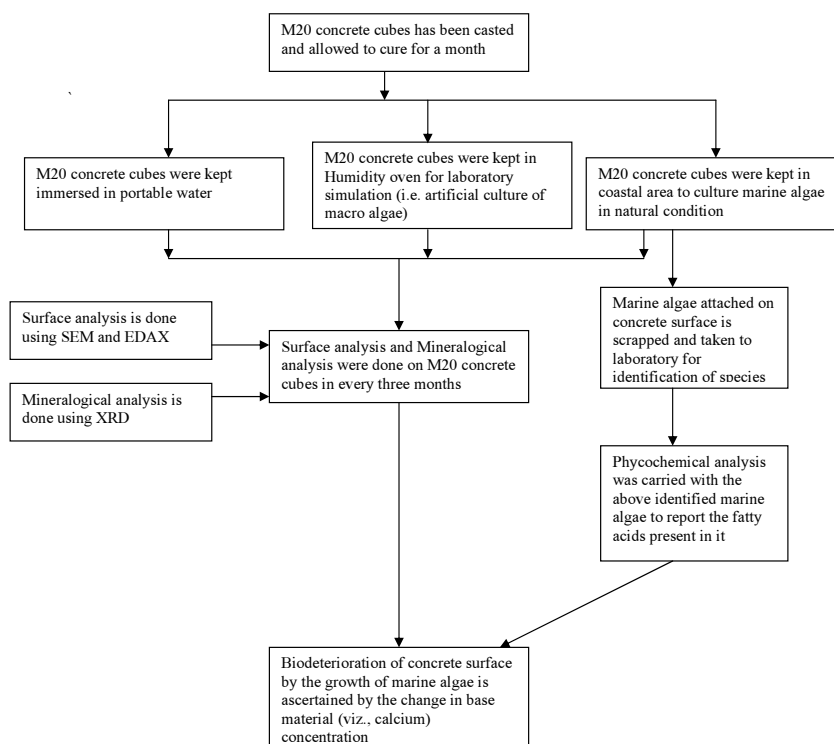 M20 concrete cubes has been casted
and allowed to cure for a month
`
M20 concrete cubes were kept
immersed in portable water
M20 concrete cubes were kept in
Humidity oven for laboratory
simulation (i.e. artificial culture of
macro algae)
M20 concrete cubes were kept in
coastal area to culture marine algae
in natural condition
Surface analysis is done
using SEM and EDAX
Mineralogical analysis is
done using XRD
Surface analysis and Mineralogical
analysis were done on M20 concrete
cubes in every three months
Marine algae attached on
concrete surface is
scrapped and taken to
laboratory for
identification of species
Phycochemical analysis
was carried with the
above identified marine
algae to report the fatty
acids present in it
Biodeterioration of concrete surface
by the growth of marine algae is
ascertained by the change in base
material (viz., calcium)
concentration